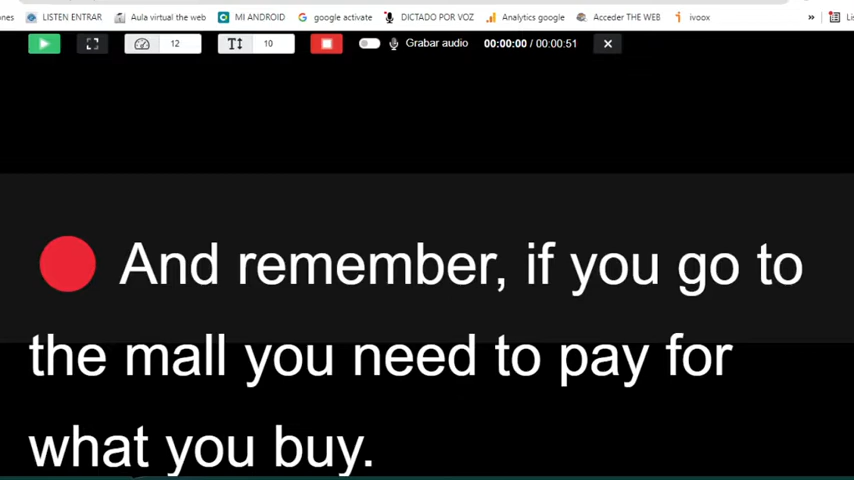 LISTEN ENTRAR Aula virtual the web MI ANDROID google activate DICTADO POR VOZ Analytics google Acceder THE WEB ivoox »
12 T↕ 10 Grabar audio 00:00:00 / 00:00:51 ×
And remember, if you go to
the mall you need to pay for
what you buy.